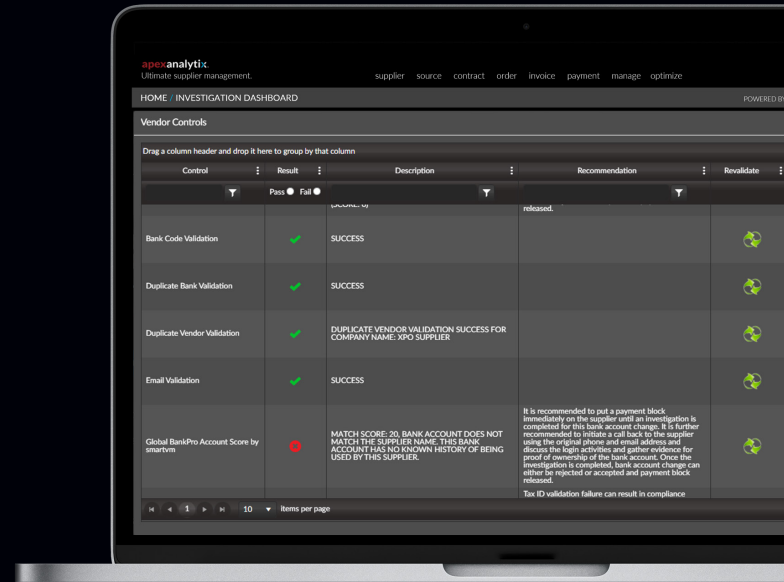 apexanalytix.
Ultimate supplier management.
supplier source contract order invoice payment manage optimize
HOME / INVESTIGATION DASHBOARD
POWERED BY
Vendor Controls
Drag a column header and drop it here to group by that column
Control Result Description Recommendation Revalidate
Pass Fail
released.
Bank Code Validation SUCCESS
Duplicate Bank Validation SUCCESS
Duplicate Vendor Validation
DUPLICATE VENDOR VALIDATION SUCCESS FOR
COMPANY NAME: XPO SUPPLIER
Email Validation SUCCESS
Global BankPro Account Score by
smartvm
MATCH SCORE: 20, BANK ACCOUNT DOES NOT
MATCH THE SUPPLIER NAME. THIS BANK
ACCOUNT HAS NO KNOWN HISTORY OF BEING
USED BY THIS SUPPLIER.
It is recommended to put a payment block
immediately on the supplier until an investigation is
completed for this bank account change. It is further
recommended to initiate a call back to the supplier
using the original phone and email address and
discuss the login activities and gather evidence for
proof of ownership of the bank account. Once the
investigation is completed, bank account change can
either be rejected or accepted and payment block
released.
Tax ID validation failure can result in compliance
1 10 items per page